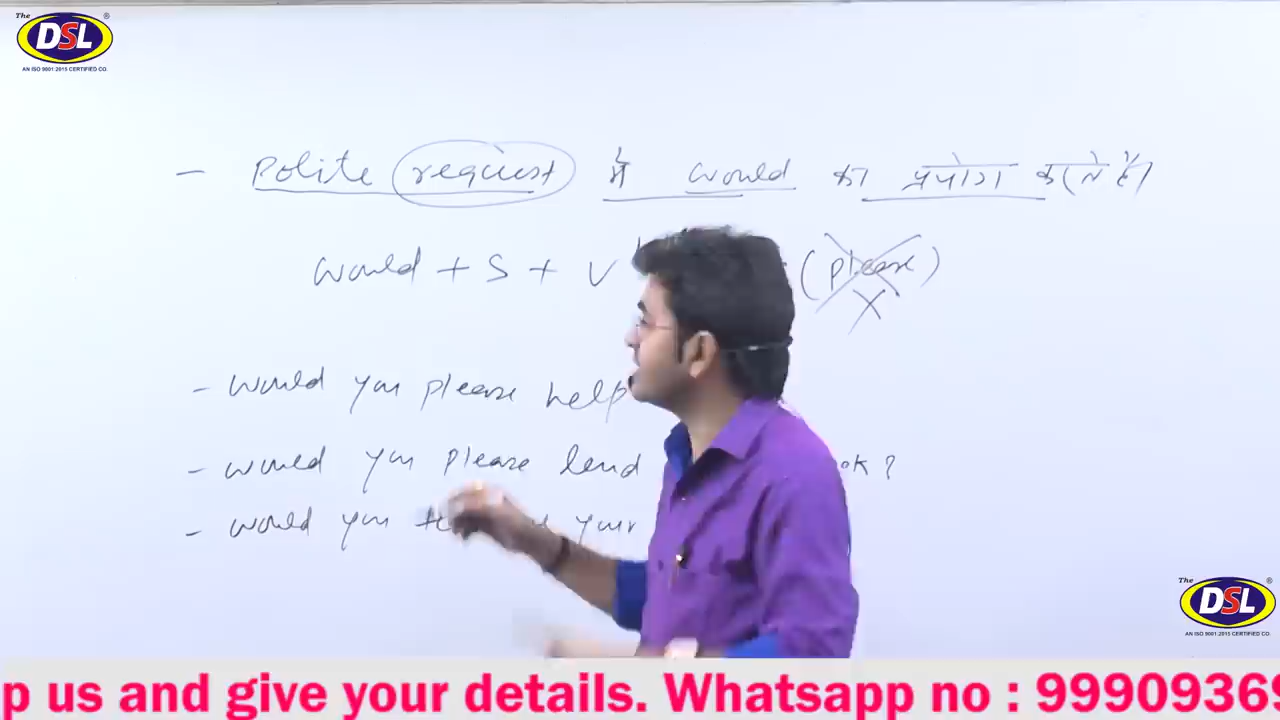 The DSL ®
AN ISO 9001:2015 CERTIFIED CO.
- Polite request में would का प्रयोग करते है।
would + S + V (please) X
- would you please help
- would you please lend ok?
- would you your
The DSL ®
AN ISO 9001:2015 CERTIFIED CO.
p us and give your details. Whatsapp no : 99909369